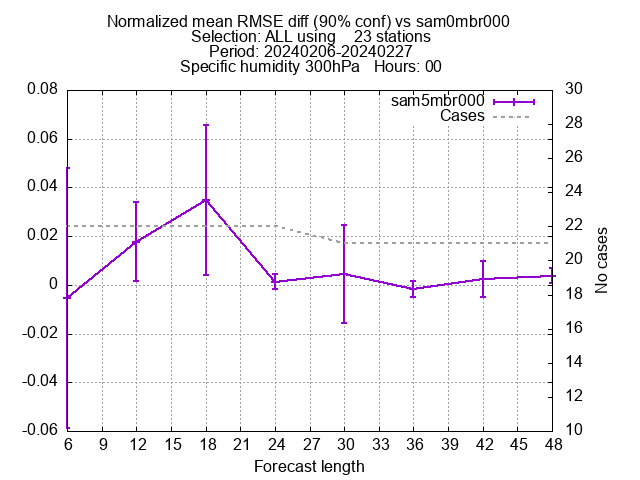 Normalized mean RMSE diff (90% conf) vs sam0mbr000
Selection: ALL using    23 stations
Period: 20240206-20240227
Specific humidity 300hPa   Hours: 00
sam5mbr000
Cases
0.08
0.06
0.04
0.02
0
-0.02
-0.04
-0.06
30
28
26
24
22
20
18
16
14
12
10
No cases
6 9 12 15 18 21 24 27 30 33 36 39 42 45 48
Forecast length